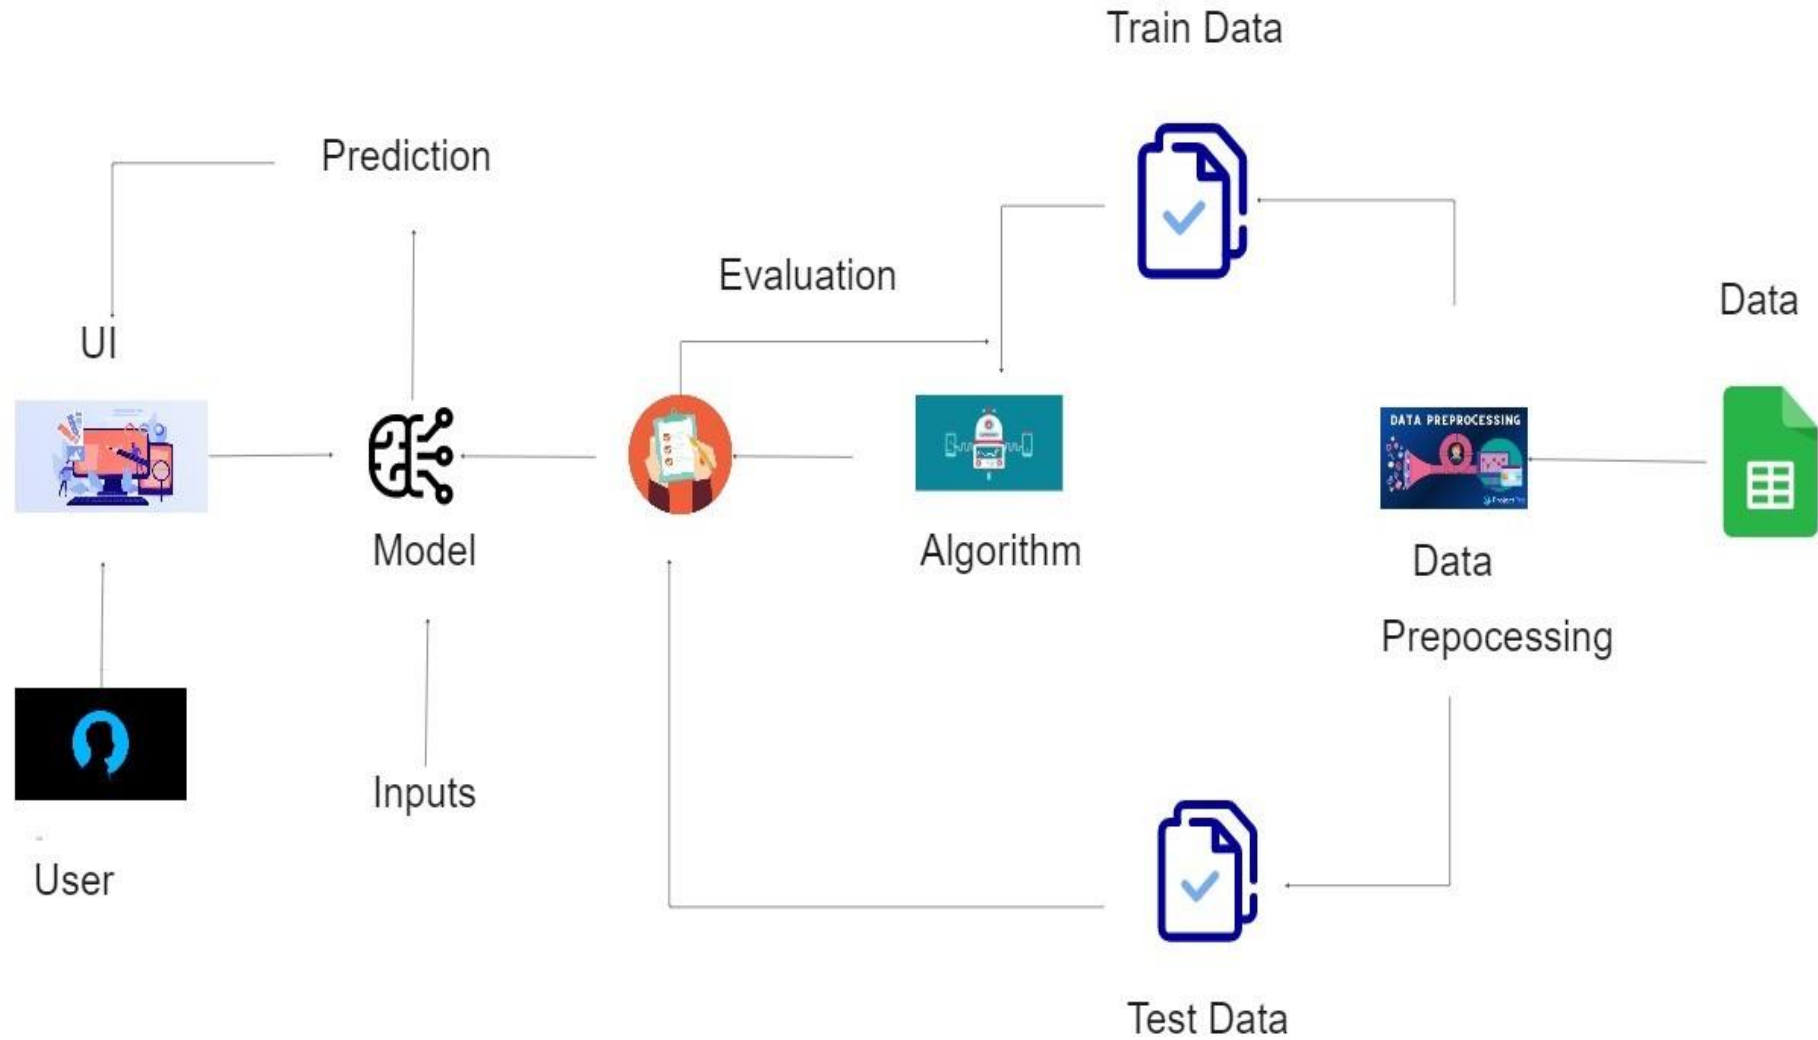 Train Data
Prediction
Evaluation
Data
UI
DATA PREPROCESSING
Model
Algorithm
Data
Prepocessing
Inputs
User
Test Data